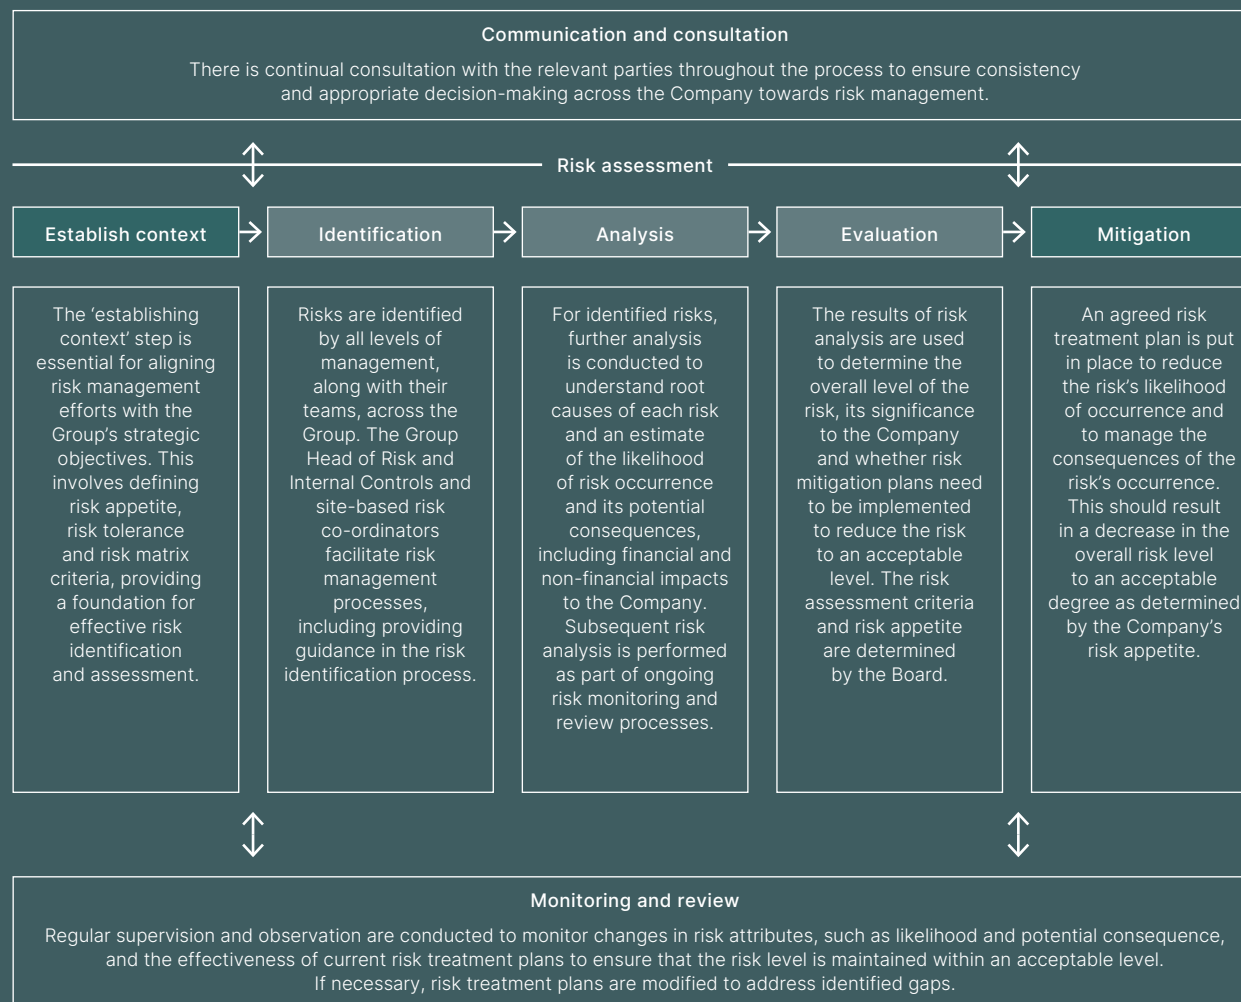 Communication and consultation
There is continual consultation with the relevant parties throughout the process to ensure consistency
and appropriate decision-making across the Company towards risk management.
Risk assessment
Establish context
Identification
Analysis
Evaluation
Mitigation
The ‘establishing
context’ step is
essential for aligning
risk management
efforts with the
Group’s strategic
objectives. This
involves defining
risk appetite,
risk tolerance
and risk matrix
criteria, providing
a foundation for
effective risk
identification
and assessment.
Risks are identified
by all levels of
management,
along with their
teams, across the
Group. The Group
Head of Risk and
Internal Controls and
site-based risk
co-ordinators
facilitate risk
management
processes,
including providing
guidance in the risk
identification process.
For identified risks,
further analysis
is conducted to
understand root
causes of each risk
and an estimate
of the likelihood
of risk occurrence
and its potential
consequences,
including financial and
non-financial impacts
to the Company.
Subsequent risk
analysis is performed
as part of ongoing
risk monitoring and
review processes.
The results of risk
analysis are used
to determine the
overall level of the
risk, its significance
to the Company
and whether risk
mitigation plans need
to be implemented
to reduce the risk
to an acceptable
level. The risk
assessment criteria
and risk appetite
are determined
by the Board.
An agreed risk
treatment plan is put
in place to reduce
the risk’s likelihood
of occurrence and
to manage the
consequences of the
risk’s occurrence.
This should result
in a decrease in the
overall risk level
to an acceptable
degree as determined
by the Company’s
risk appetite.
Monitoring and review
Regular supervision and observation are conducted to monitor changes in risk attributes, such as likelihood and potential consequence,
and the effectiveness of current risk treatment plans to ensure that the risk level is maintained within an acceptable level.
If necessary, risk treatment plans are modified to address identified gaps.